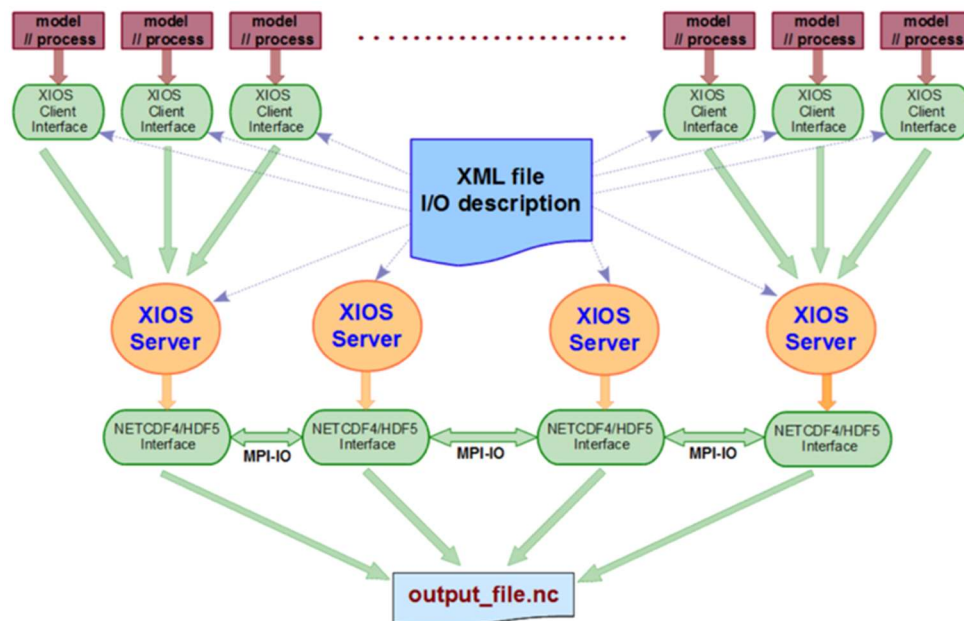 model
// process
model
// process
model
// process
model
// process
model
// process
model
// process
XIOS
Client
Interface
XIOS
Client
Interface
XIOS
Client
Interface
XIOS
Client
Interface
XIOS
Client
Interface
XIOS
Client
Interface
XML file
I/O description
XIOS
Server
XIOS
Server
XIOS
Server
XIOS
Server
NETCDF4/HDF5
Interface
MPI-IO
NETCDF4/HDF5
Interface
MPI-IO
NETCDF4/HDF5
Interface
MPI-IO
NETCDF4/HDF5
Interface
output_file.nc